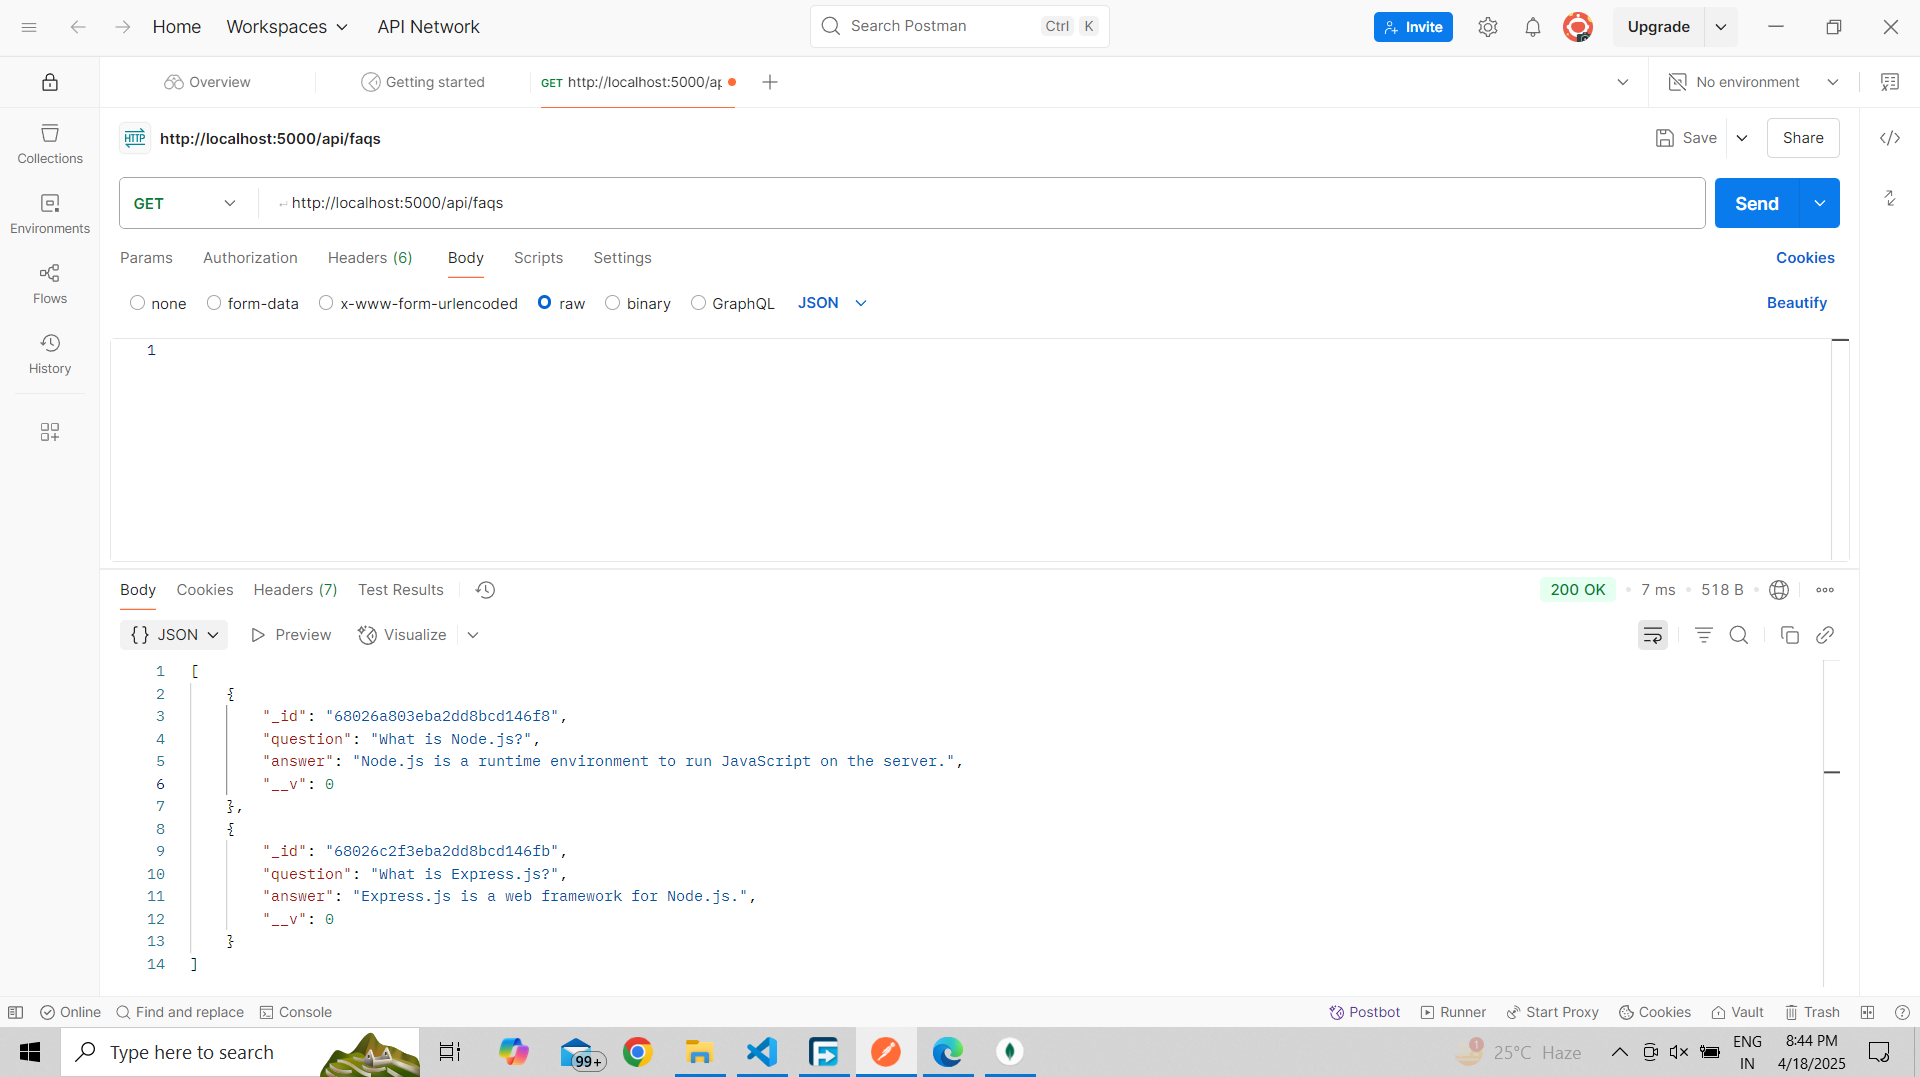 Home Workspaces API Network Search Postman Ctrl K Invite Upgrade
Overview Getting started GET http://localhost:5000/ap No environment
HTTP http://localhost:5000/api/faqs Save Share
GET http://localhost:5000/api/faqs Send
Params Authorization Headers (6) Body Scripts Settings Cookies
none form-data x-www-form-urlencoded raw binary GraphQL JSON Beautify
1
Collections
Environments
Flows
History
Body Cookies Headers (7) Test Results 200 OK • 7 ms • 518 B •
{} JSON Preview Visualize
1 [
2 {
3 "_id": "68026a803eba2dd8bcd146f8",
4 "question": "What is Node.js?",
5 "answer": "Node.js is a runtime environment to run JavaScript on the server.",
6 "__v": 0
7 },
8 {
9 "_id": "68026c2f3eba2dd8bcd146fb",
10 "question": "What is Express.js?",
11 "answer": "Express.js is a web framework for Node.js.",
12 "__v": 0
13 }
14 ]
Online Find and replace Console Postbot Runner Start Proxy Cookies Vault Trash
Type here to search 99+ 1 25°C Haze ENG IN 8:44 PM 4/18/2025